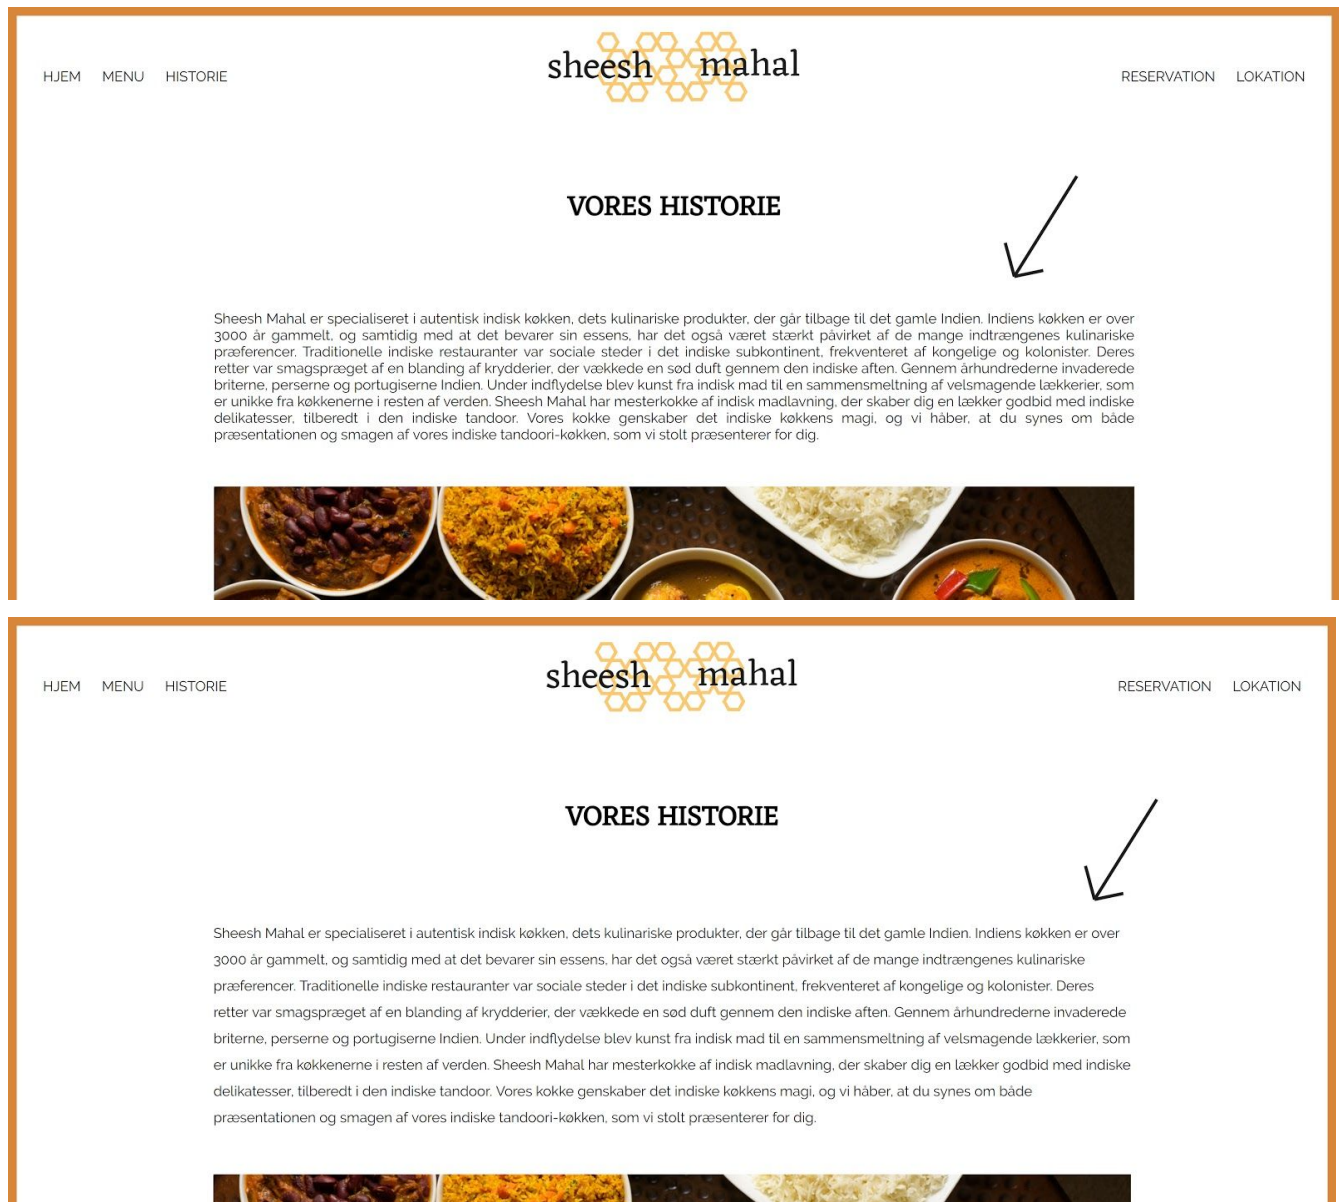 HJEM MENU HISTORIE sheesh mahal RESERVATION LOKATION
VORES HISTORIE
Sheesh Mahal er specialiseret i autentisk indisk køkken, dets kulinariske produkter, der går tilbage til det gamle Indien. Indiens køkken er over
3000 år gammelt, og samtidig med at det bevarer sin essens, har det også været stærkt påvirket af de mange indtrængenes kulinariske
præferencer. Traditionelle indiske restauranter var sociale steder i det indiske subkontinent, frekventeret af kongelige og kolonister. Deres
retter var smagspræget af en blanding af krydderier, der vækkede en sød duft gennem den indiske aften. Gennem århundrederne invaderede
briterne, perserne og portugiserne Indien. Under indflydelse blev kunst fra indisk mad til en sammensmeltning af velsmagende lækkerier, som
er unikke fra køkkenerne i resten af verden. Sheesh Mahal har mesterkokke af indisk madlavning, der skaber dig en lækker godbid med indiske
delikatesser, tilberedt i den indiske tandoor. Vores kokke genskaber det indiske køkkens magi, og vi håber, at du synes om både
præsentationen og smagen af vores indiske tandoori-køkken, som vi stolt præsenterer for dig.
HJEM MENU HISTORIE sheesh mahal RESERVATION LOKATION
VORES HISTORIE
Sheesh Mahal er specialiseret i autentisk indisk køkken, dets kulinariske produkter, der går tilbage til det gamle Indien. Indiens køkken er over
3000 år gammelt, og samtidig med at det bevarer sin essens, har det også været stærkt påvirket af de mange indtrængenes kulinariske
præferencer. Traditionelle indiske restauranter var sociale steder i det indiske subkontinent, frekventeret af kongelige og kolonister. Deres
retter var smagspræget af en blanding af krydderier, der vækkede en sød duft gennem den indiske aften. Gennem århundrederne invaderede
briterne, perserne og portugiserne Indien. Under indflydelse blev kunst fra indisk mad til en sammensmeltning af velsmagende lækkerier, som
er unikke fra køkkenerne i resten af verden. Sheesh Mahal har mesterkokke af indisk madlavning, der skaber dig en lækker godbid med indiske
delikatesser, tilberedt i den indiske tandoor. Vores kokke genskaber det indiske køkkens magi, og vi håber, at du synes om både
præsentationen og smagen af vores indiske tandoori-køkken, som vi stolt præsenterer for dig.